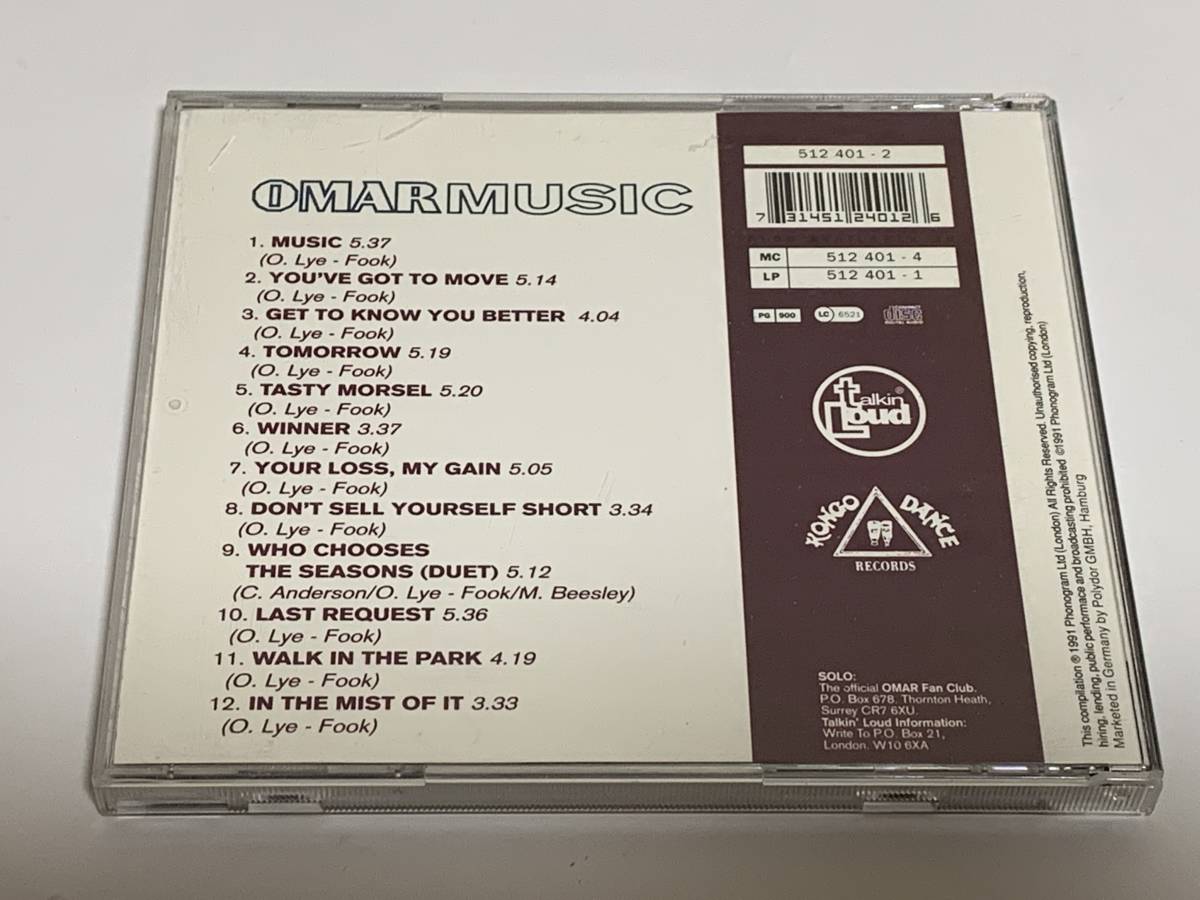 OMAR MUSIC
1. MUSIC 5.37
(O. Lye - Fook)
2. YOU'VE GOT TO MOVE 5.14
(O. Lye - Fook)
3. GET TO KNOW YOU BETTER 4.04
(O. Lye - Fook)
4. TOMORROW 5.19
(O. Lye - Fook)
5. TASTY MORSEL 5.20
(O. Lye - Fook)
6. WINNER 3.37
(O. Lye - Fook)
7. YOUR LOSS, MY GAIN 5.05
(O. Lye - Fook)
8. DON'T SELL YOURSELF SHORT 3.34
(O. Lye - Fook)
9. WHO CHOOSES
THE SEASONS (DUET) 5.12
(C. Anderson/O. Lye - Fook/M. Beesley)
10. LAST REQUEST 5.36
(O. Lye - Fook)
11. WALK IN THE PARK 4.19
(O. Lye - Fook)
12. IN THE MIST OF IT 3.33
(O. Lye - Fook)
512 401 - 2
7 31451 24012 6
MC 512 401 - 4
LP 512 401 - 1
PG 900
LC 6521
COMPACT
disc
DIGITAL AUDIO
talkin ®
Loud
KONGO DANCE
RECORDS
SOLO:
The official OMAR Fan Club.
P.O. Box 678, Thornton Heath,
Surrey CR7 6XU.
Talkin' Loud Information:
Write To P.O. Box 21,
London. W10 6XA
This compilation ℗ 1991 Phonogram Ltd (London) All Rights Reserved. Unauthorised copying, reproduction,
hiring, lending, public performace and broadcasting prohibited ©1991 Phonogram Ltd (London)
Marketed in Germany by Polydor GMBH, Hamburg